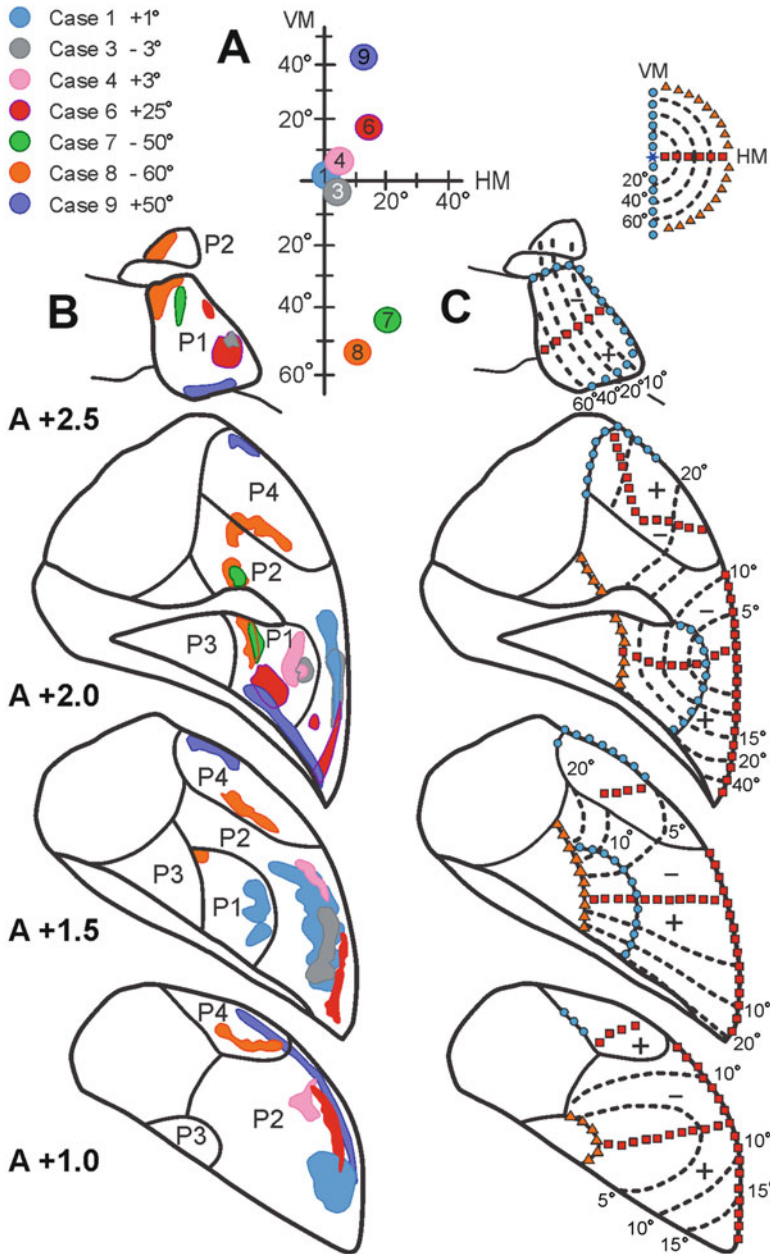 Case 1 +1°
Case 3 - 3°
Case 4 +3°
Case 6 +25°
Case 7 - 50°
Case 8 - 60°
Case 9 +50°
A
VM
40°
20°
HM
20°
40°
20°
40°
60°
9
6
4
1
3
7
8
VM
HM
20°
40°
60°
B
P2
P1
C
−
+
60°
40°
20°
10°
A +2.5
P4
P2
P1
P3
20°
+
−
10°
5°
−
+
15°
20°
40°
A +2.0
P4
P2
P3
P1
20°
10°
5°
−
+
10°
20°
A +1.5
P4
P2
P3
+
10°
−
10°
+
15°
5°
10°
15°
A +1.0